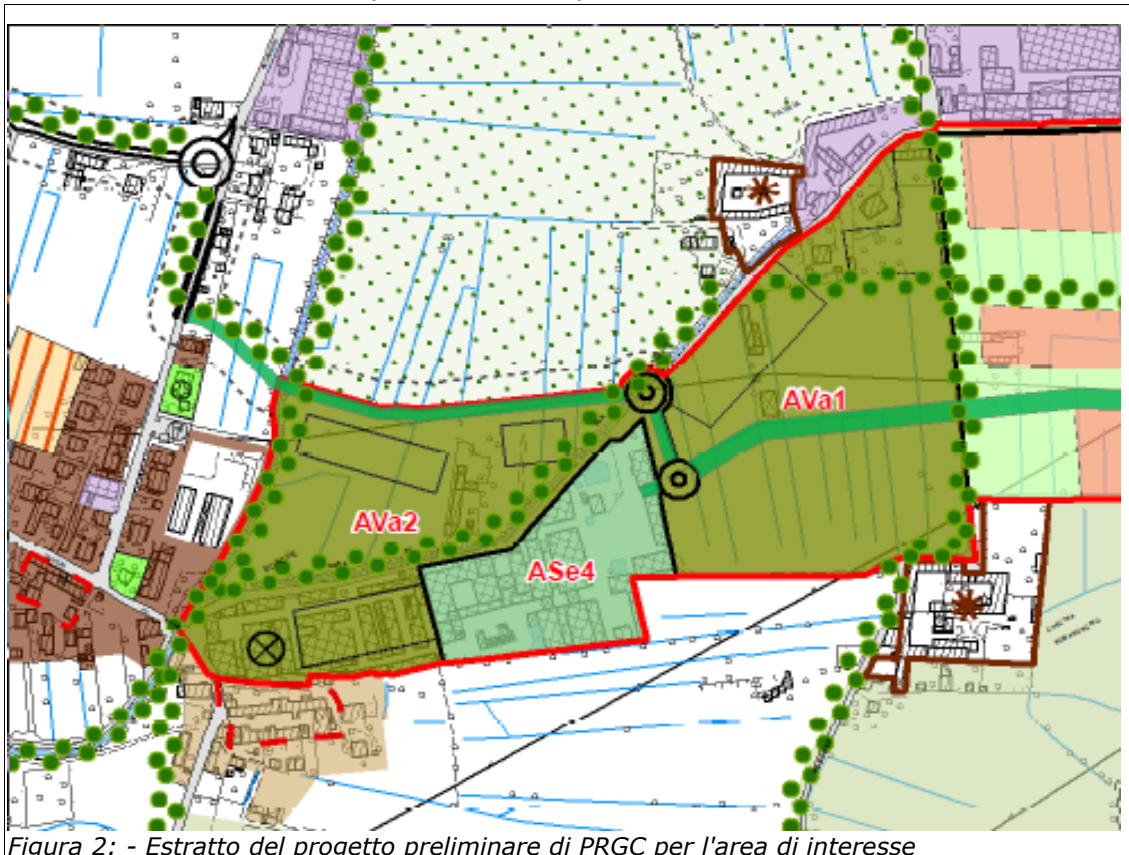 AVa1
AVa2
ASe4
Figura 2: - Estratto del progetto preliminare di PRGC per l'area di interesse